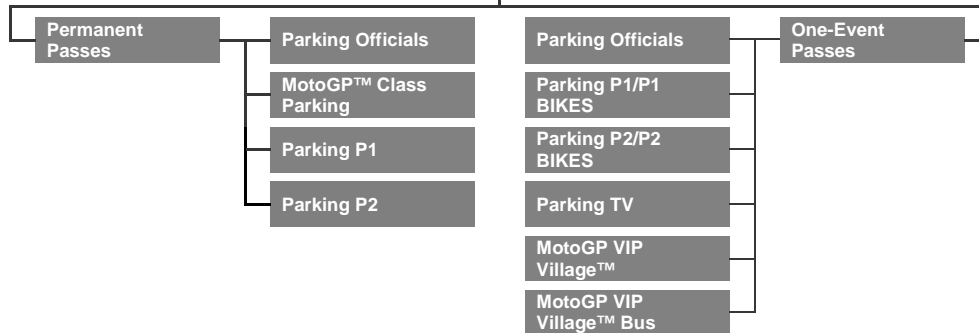 Permanent
Passes
Parking Officials
MotoGP™ Class
Parking
Parking P1
Parking P2
Parking Officials
Parking P1/P1
BIKES
Parking P2/P2
BIKES
Parking TV
MotoGP VIP
Village™
MotoGP VIP
Village™ Bus
One-Event
Passes